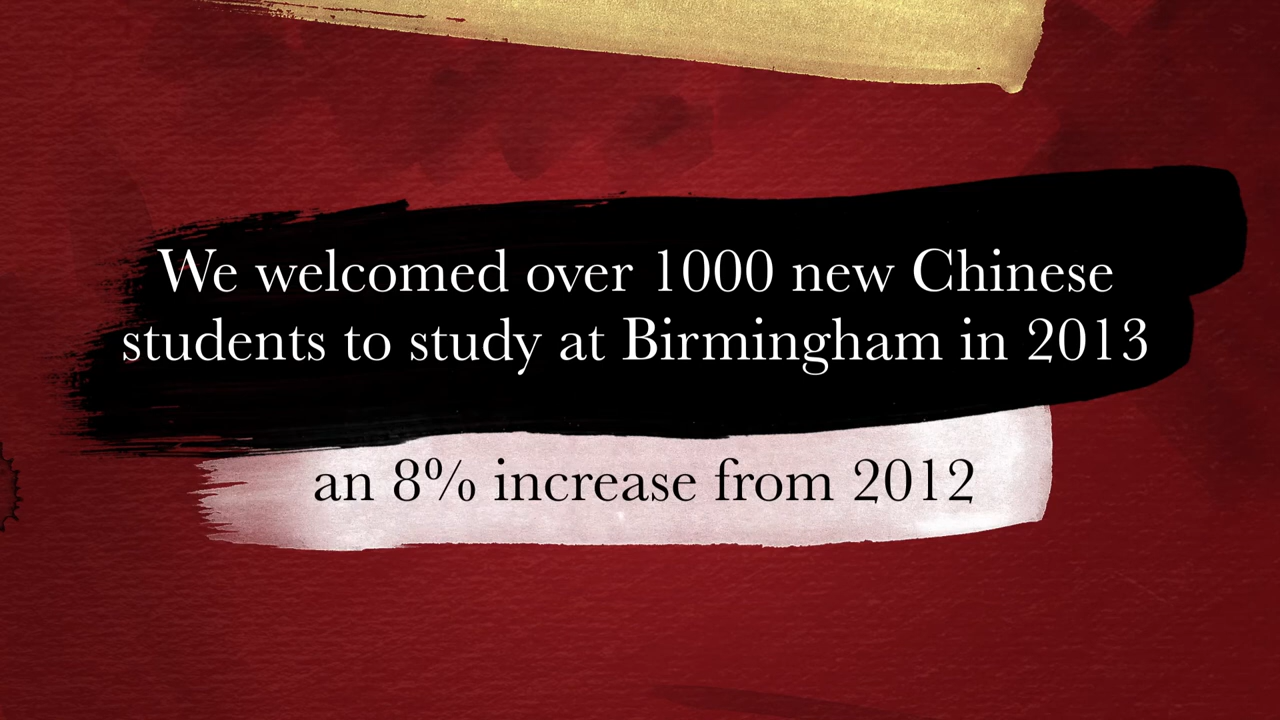 We welcomed over 1000 new Chinese
students to study at Birmingham in 2013
an 8% increase from 2012